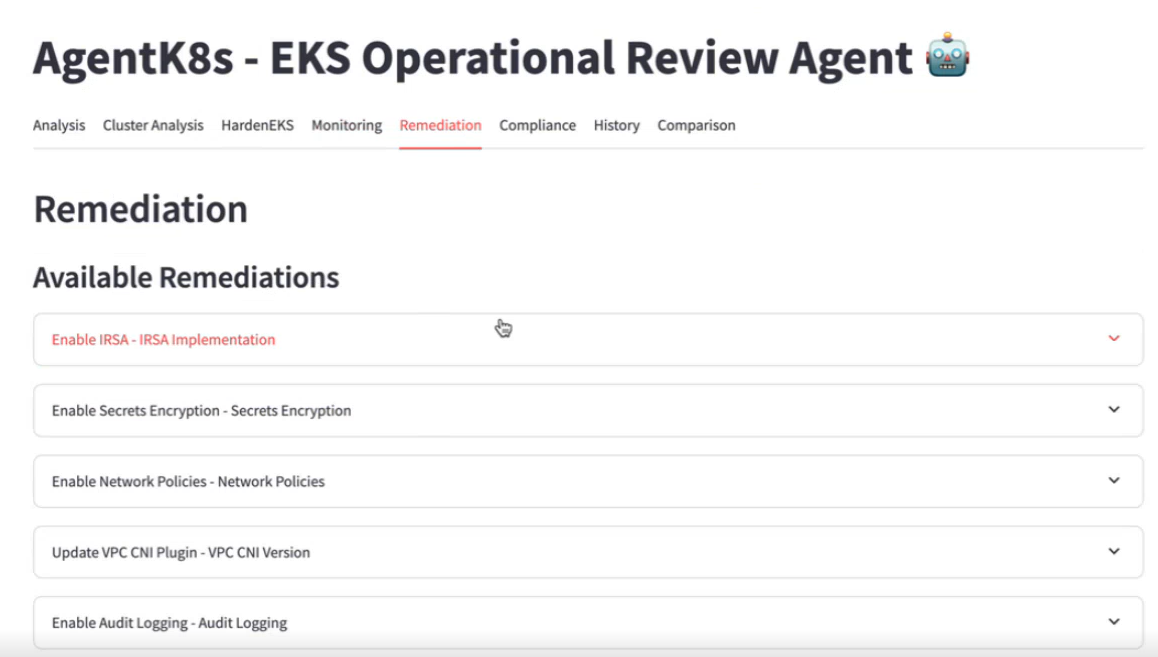 AgentK8s - EKS Operational Review Agent
Analysis Cluster Analysis HardenEKS Monitoring Remediation Compliance History Comparison
Remediation
Available Remediations
Enable IRSA - IRSA Implementation
Enable Secrets Encryption - Secrets Encryption
Enable Network Policies - Network Policies
Update VPC CNI Plugin - VPC CNI Version
Enable Audit Logging - Audit Logging